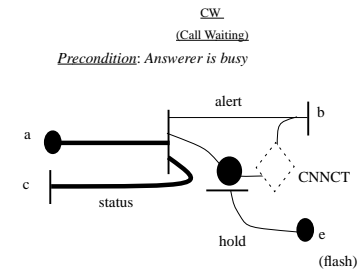 CW
(Call Waiting)
Precondition: Answerer is busy
alert
b
a
c
CNNCT
status
hold
e
(flash)